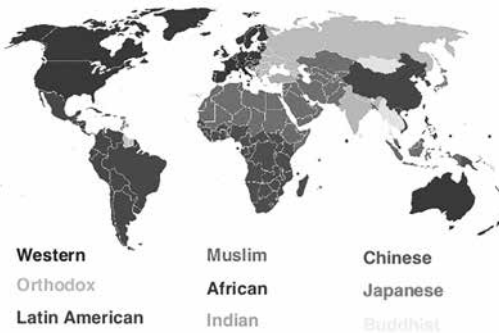 Western
Orthodox
Latin American
Muslim
African
Indian
Chinese
Japanese
Buddhist